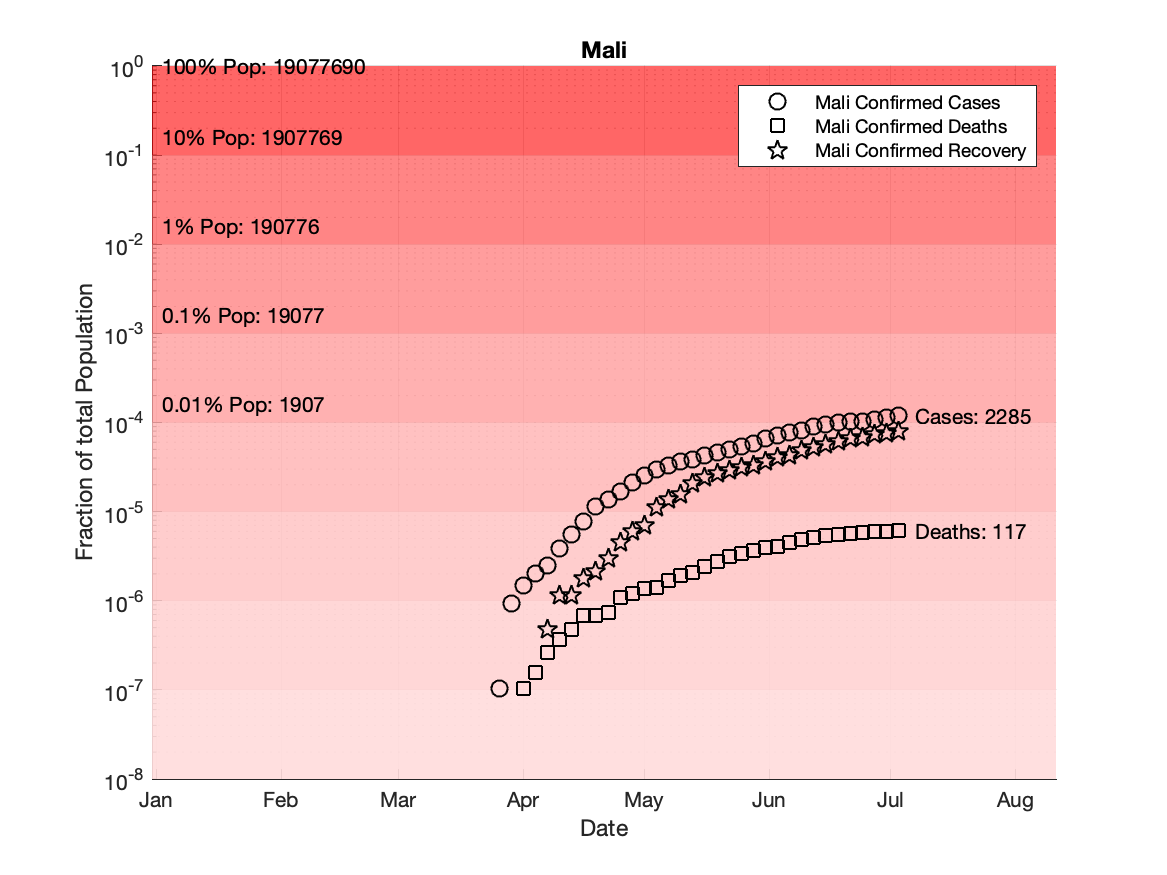 Mali
100% Pop: 19077690
10% Pop: 1907769
1% Pop: 190776
0.1% Pop: 19077
0.01% Pop: 1907
Mali Confirmed Cases
Mali Confirmed Deaths
Mali Confirmed Recovery
Cases: 2285
Deaths: 117
Fraction of total Population
10^0
10^-1
10^-2
10^-3
10^-4
10^-5
10^-6
10^-7
10^-8
Jan Feb Mar Apr May Jun Jul Aug
Date